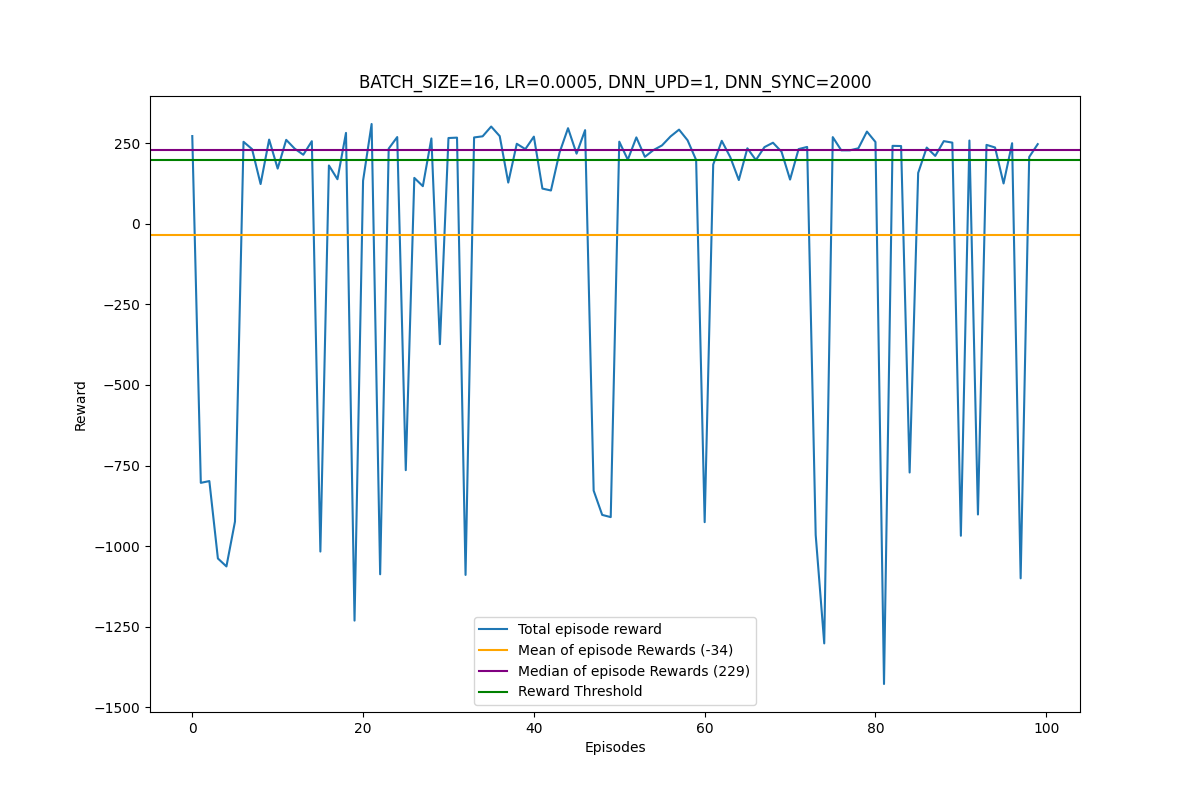 BATCH_SIZE=16, LR=0.0005, DNN_UPD=1, DNN_SYNC=2000
250
0
−250
−500
−750
−1000
−1250
−1500
Reward
Total episode reward
Mean of episode Rewards (-34)
Median of episode Rewards (229)
Reward Threshold
0 20 40 60 80 100
Episodes